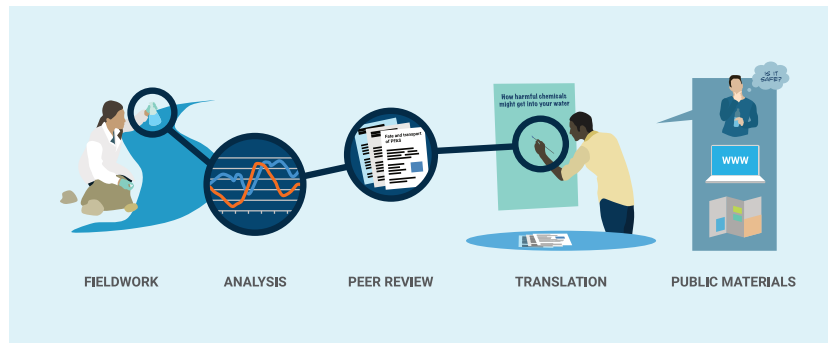 IS IT
SAFE?
How harmful chemicals
might get into your water
Fate and transport
of PFAS
WWW
FIELDWORK
ANALYSIS
PEER REVIEW
TRANSLATION
PUBLIC MATERIALS